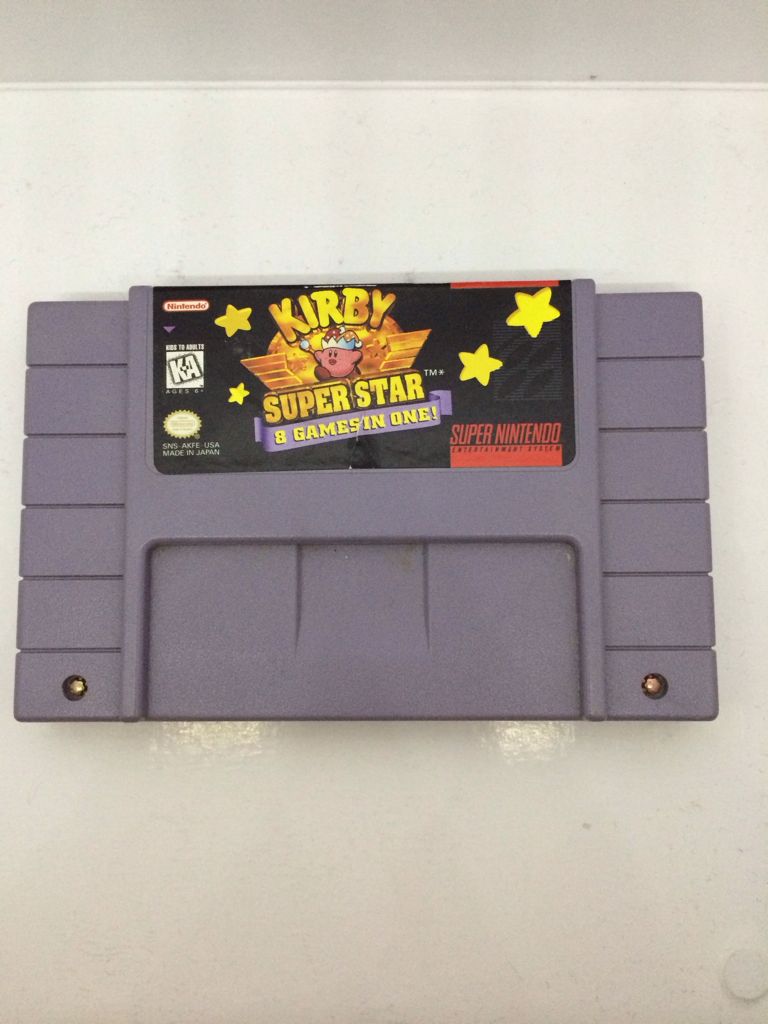 Nintendo
KIDS TO ADULTS
K-A
AGES 6+
SNS-AKFE-USA
MADE IN JAPAN
KIRBY
SUPER STAR
TM*
8 GAMES IN ONE!
SUPER NINTENDO
ENTERTAINMENT SYSTEM